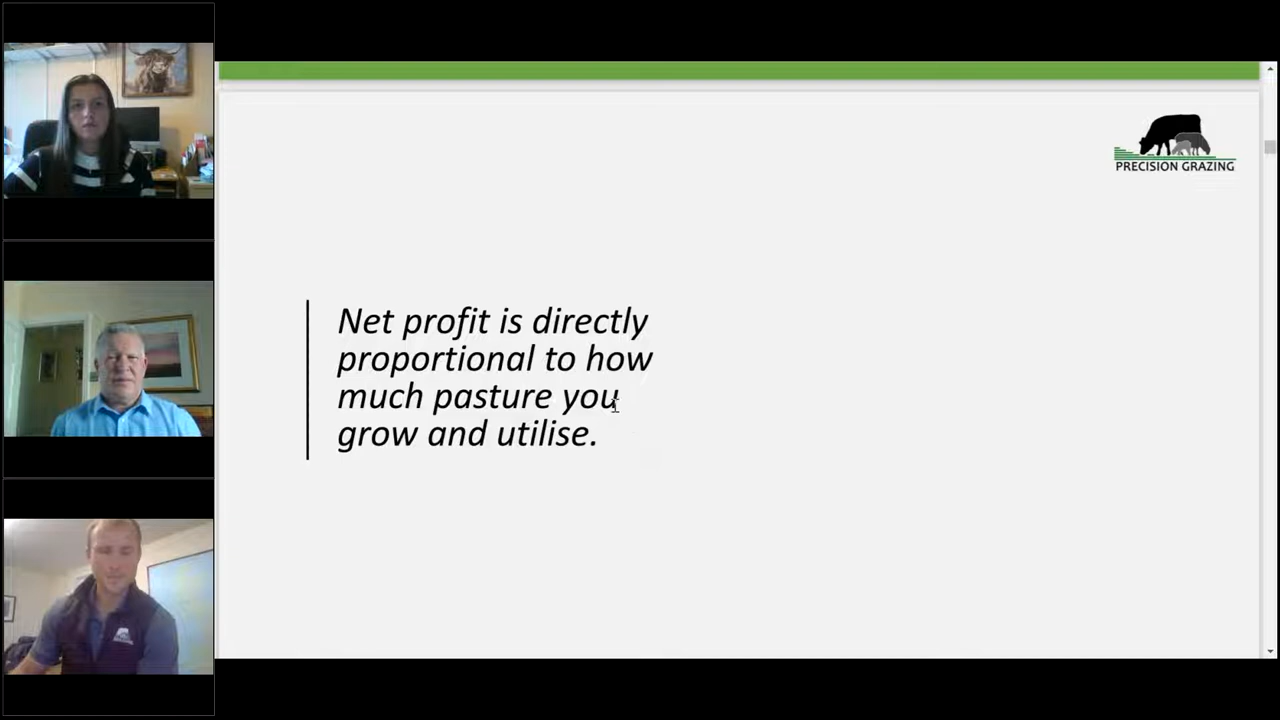 PRECISION GRAZING
Net profit is directly
proportional to how
much pasture you
grow and utilise.